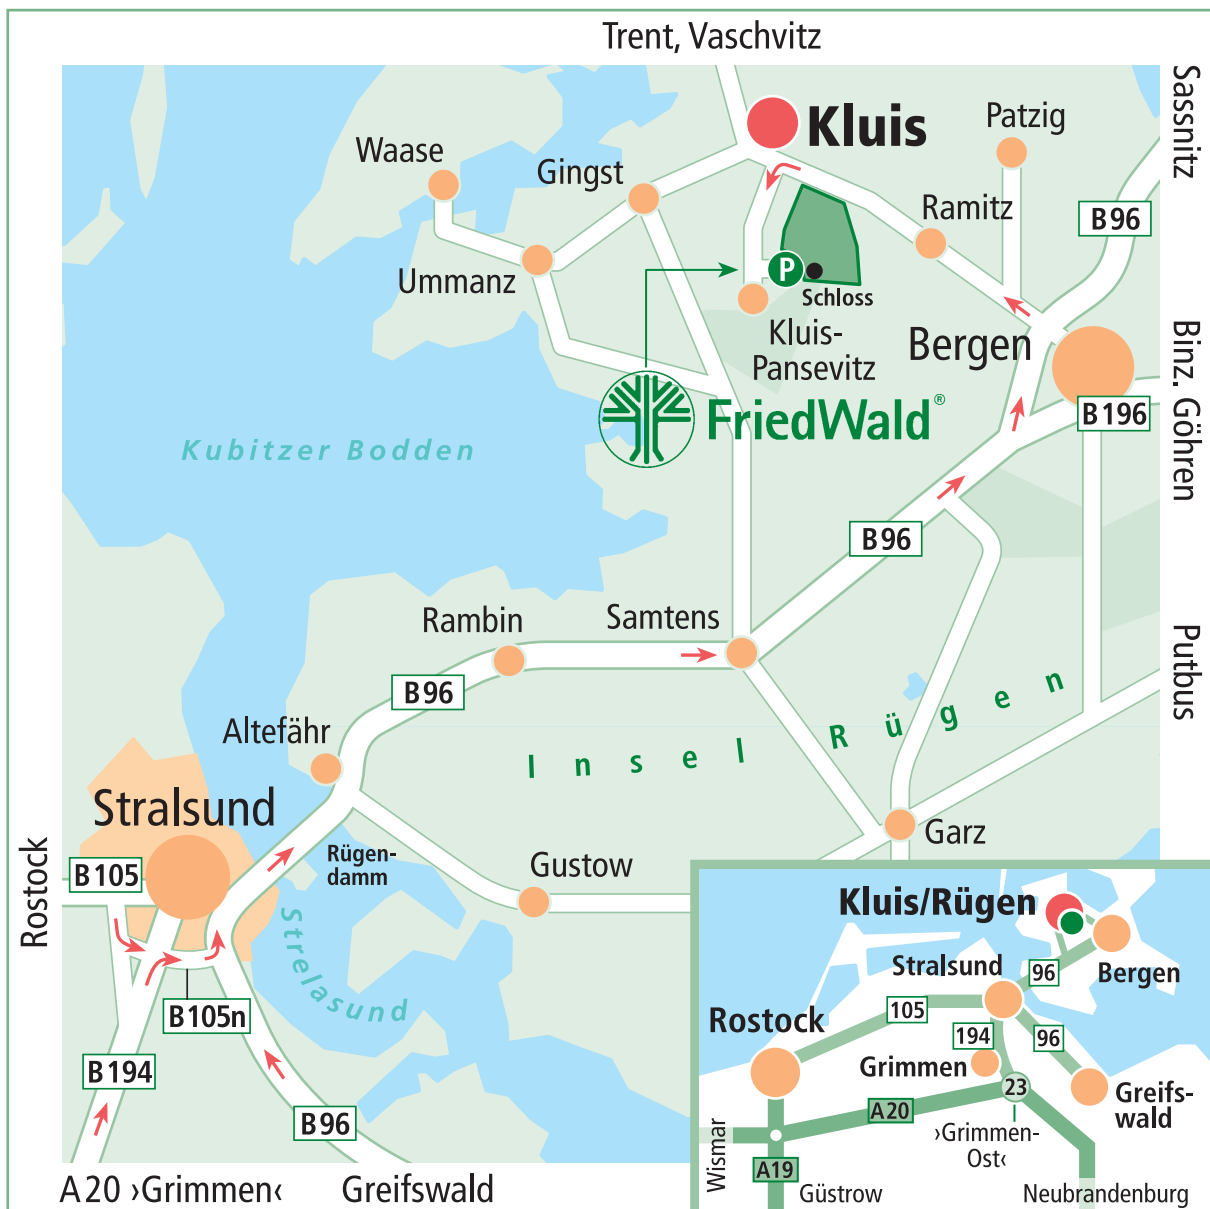 Trent, Vaschvitz
Sassnitz
Kluis
Patzig
Waase
Gingst
Ramitz
B96
Ummanz
P
Schloss
Kluis-
Pansevitz
Bergen
Binz. Göhren
FriedWald®
B196
Kubitzer Bodden
B96
Rambin
Samtens
Putbus
B96
Altefähr
Insel Rügen
Stralsund
Garz
Rügen-
damm
Gustow
B105
Rostock
Strelasund
B105n
B194
B96
A20 ›Grimmen‹
Greifswald
Kluis/Rügen
Stralsund
96
Bergen
105
Rostock
194
96
Grimmen
23
Greifs-
wald
A20
›Grimmen-
Ost‹
Wismar
A19
Güstrow
Neubrandenburg